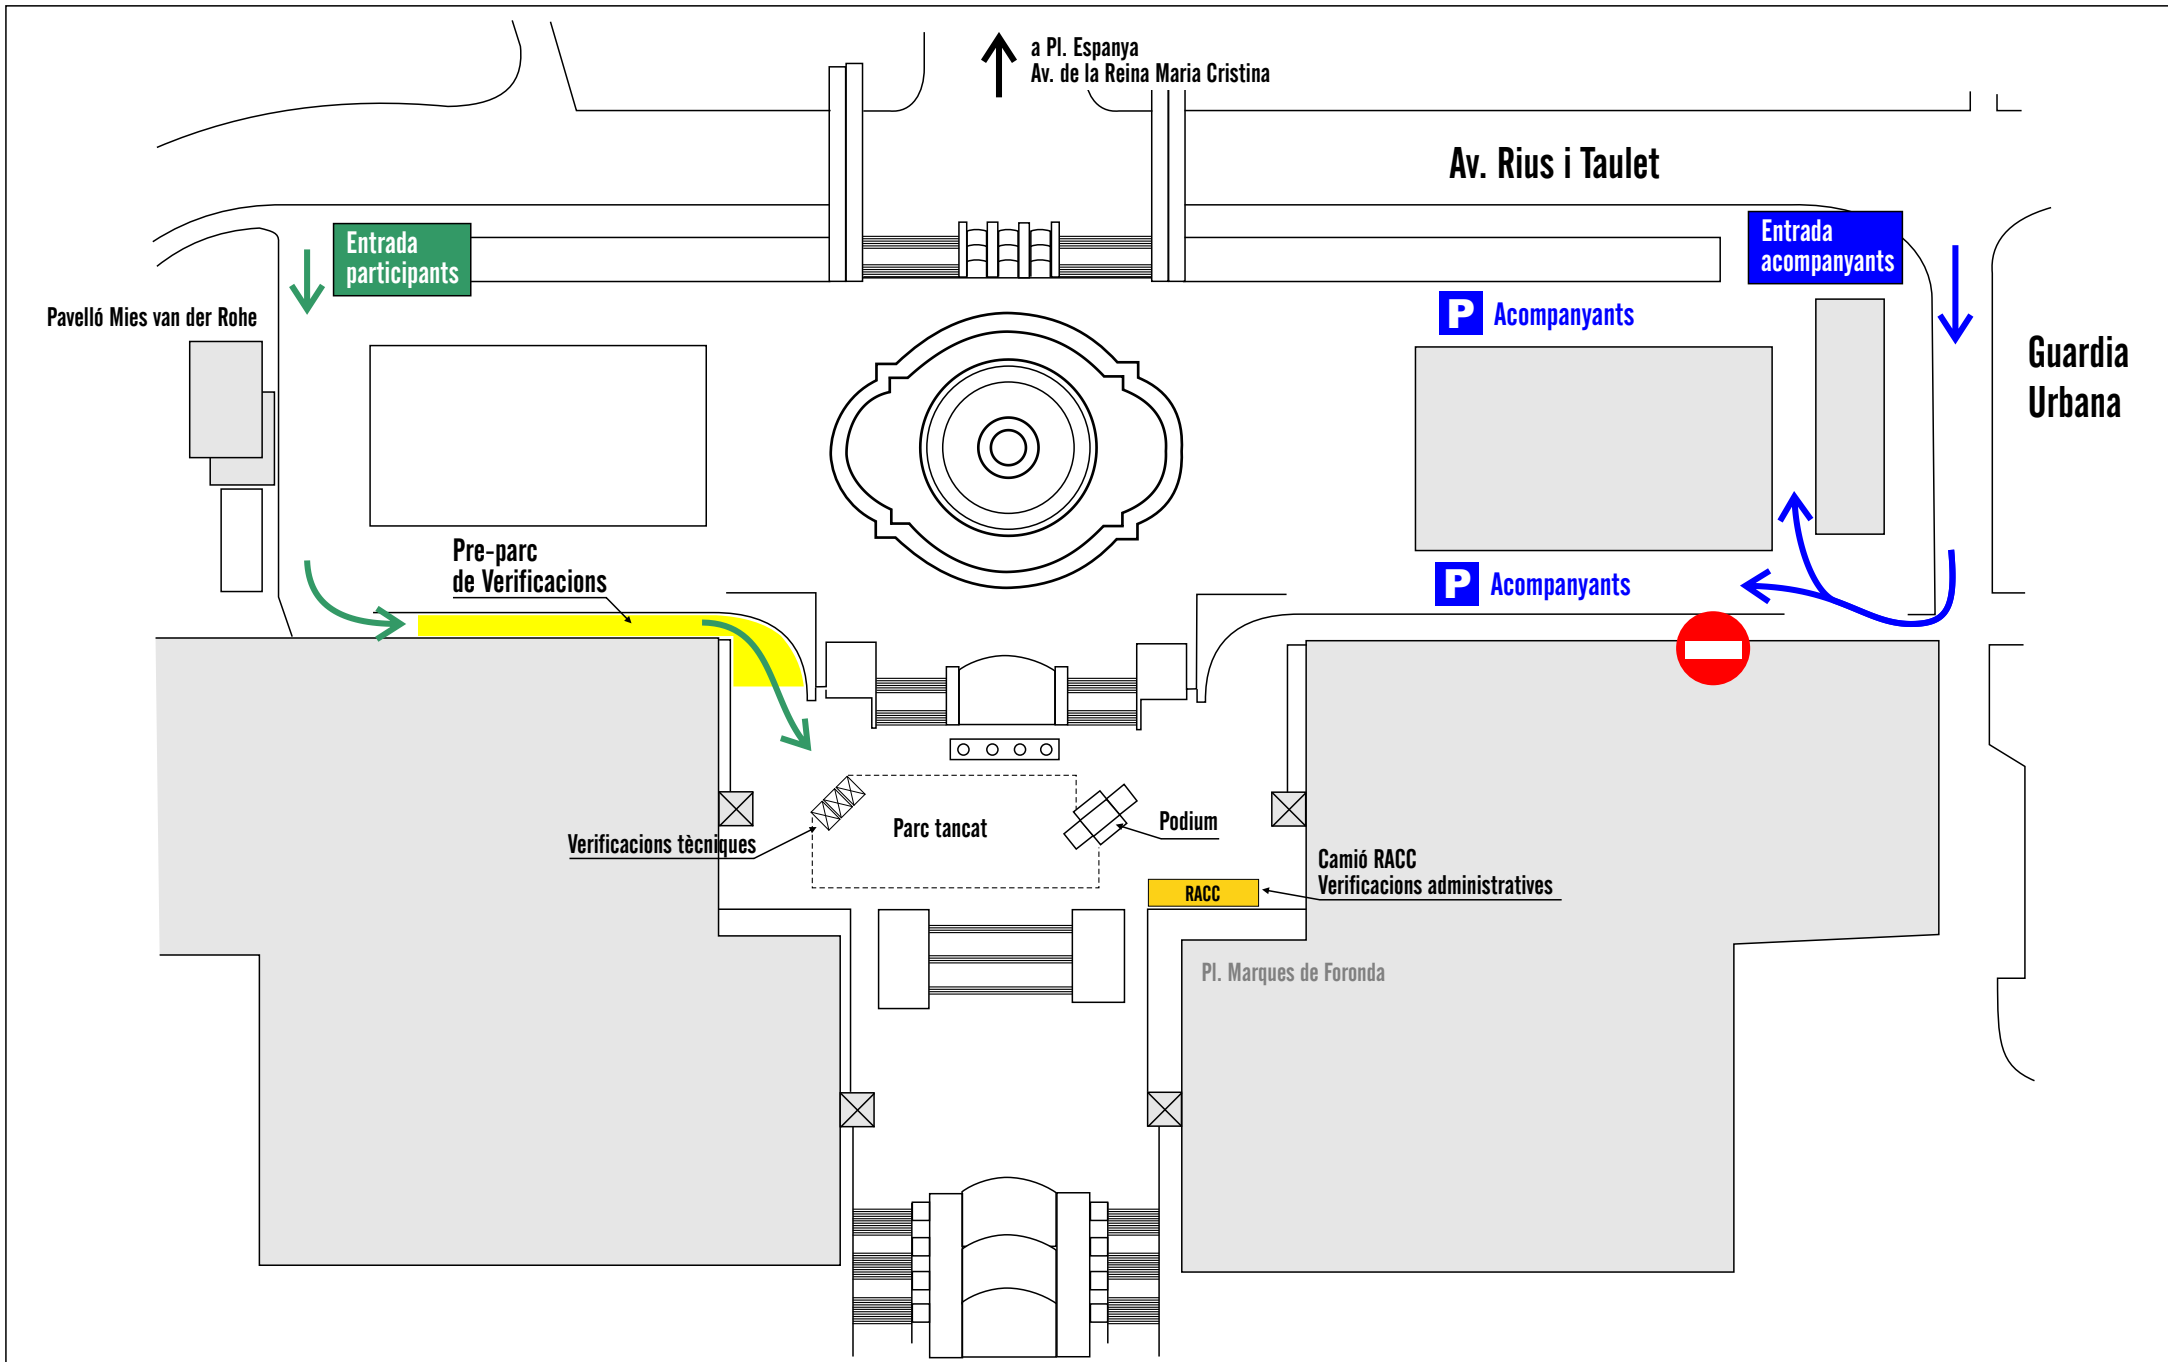 a Pl. Espanya
Av. de la Reina Maria Cristina
Av. Rius i Taulet
Entrada
participants
Entrada
acompanyants
Pavelló Mies van der Rohe
P Acompanyants
Guardia
Urbana
Pre-parc
de Verificacions
P Acompanyants
Verificacions tècniques
Parc tancat
Podium
Camió RACC
Verificacions administratives
RACC
Pl. Marques de Foronda